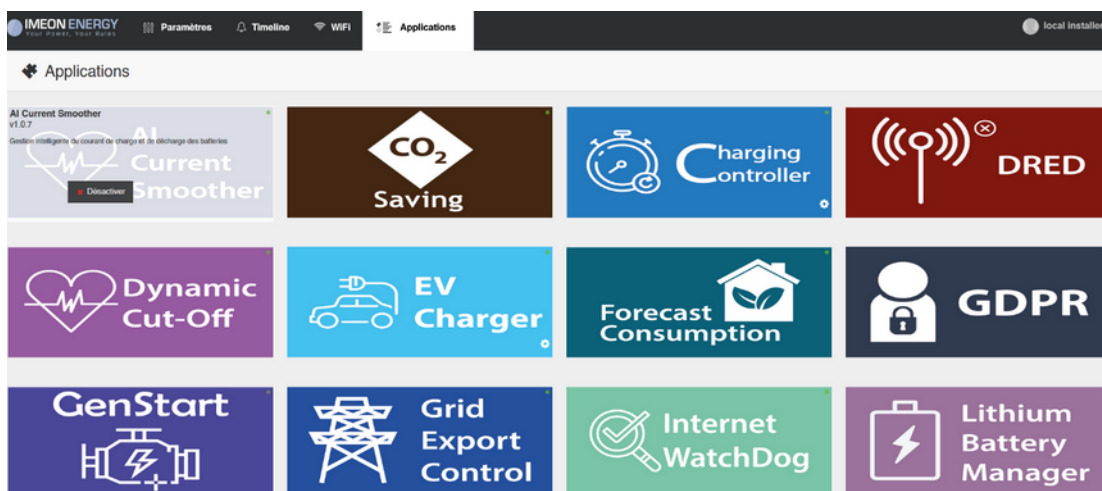 IMEON ENERGY
Your Power, Your Rules
Paramètres
Timeline
WIFI
Applications
local installer
Applications
AI Current Smoother
v1.0.7
Gestion intelligente du courant de charge et de décharge des batteries
AI
Current
Smoother
Désactiver
CO2
Saving
Charging
Controller
DRED
Dynamic
Cut-Off
EV
Charger
Forecast
Consumption
GDPR
GenStart
Grid
Export
Control
Internet
WatchDog
Lithium
Battery
Manager